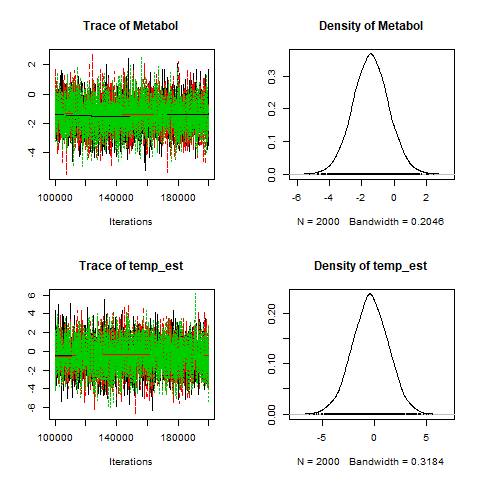 Trace of Metabol
2
0
-2
-4
100000 140000 180000
Iterations
Density of Metabol
0.3
0.2
0.1
0.0
-6 -4 -2 0 2
N = 2000 Bandwidth = 0.2046
Trace of temp_est
6
4
2
0
-2
-4
-6
100000 140000 180000
Iterations
Density of temp_est
0.20
0.10
0.00
-5 0 5
N = 2000 Bandwidth = 0.3184